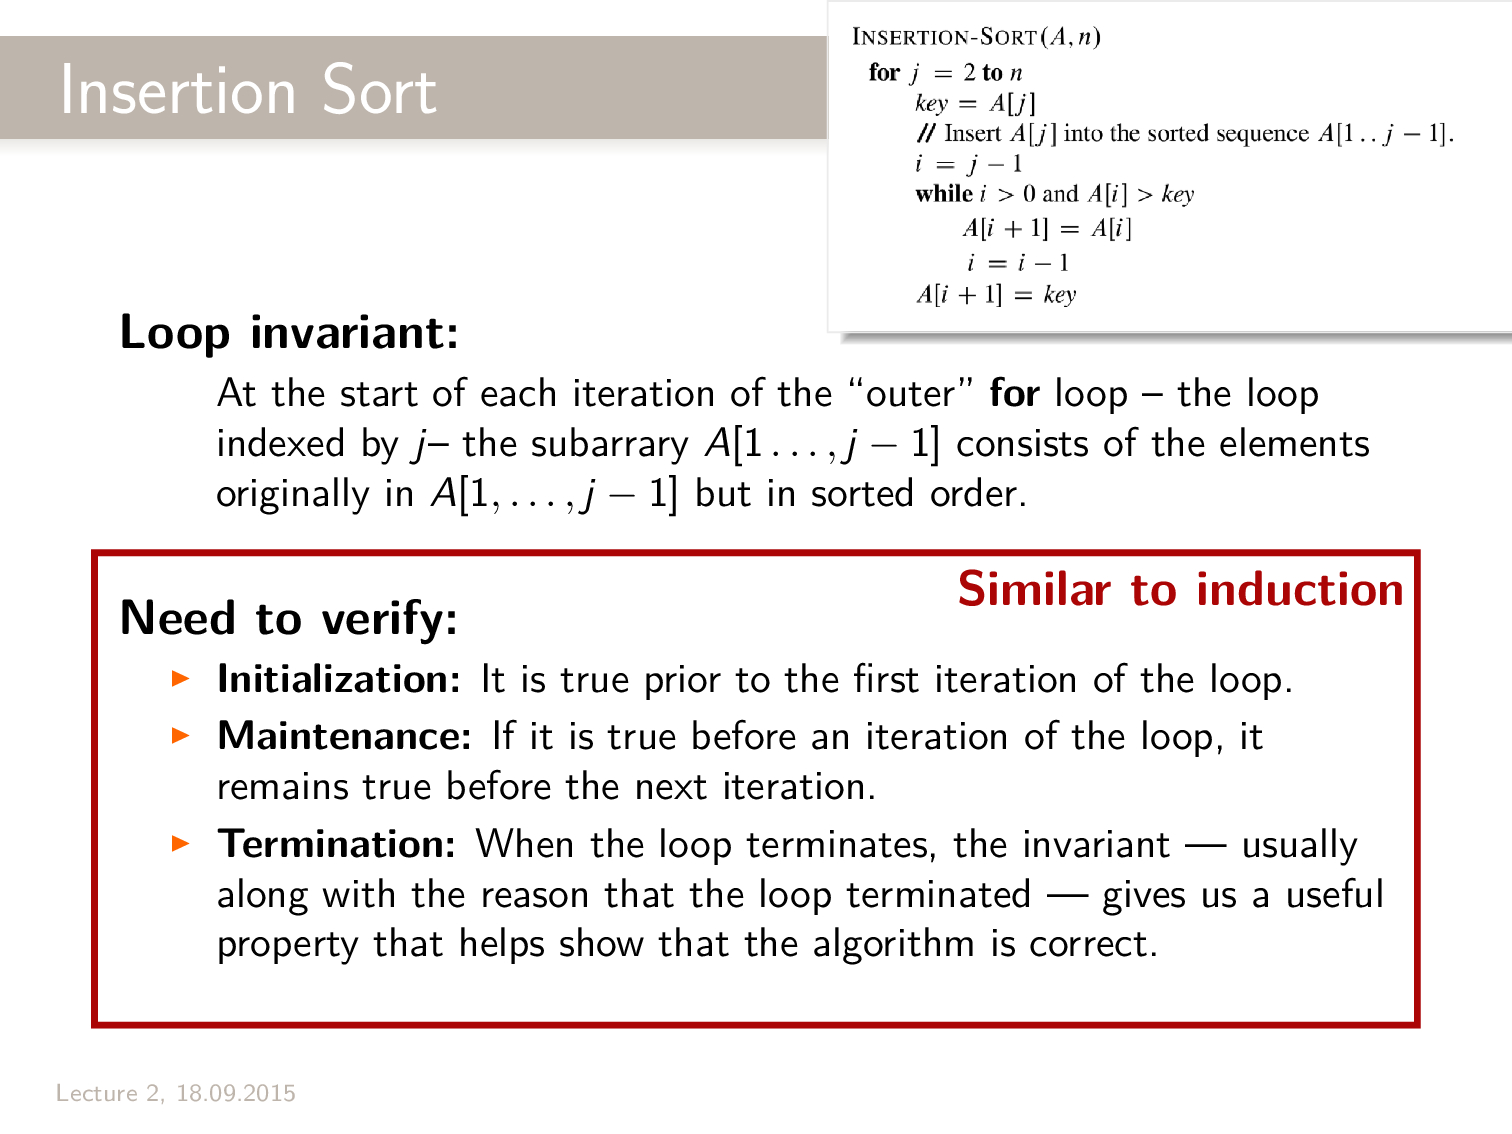 Insertion Sort
INSERTION-SORT(A, n)
for j = 2 to n
key = A[j]
// Insert A[j] into the sorted sequence A[1 . . j − 1].
i = j − 1
while i > 0 and A[i] > key
A[i + 1] = A[i]
i = i − 1
A[i + 1] = key
Loop invariant:
At the start of each iteration of the “outer” for loop – the loop
indexed by j– the subarrary A[1 . . . , j − 1] consists of the elements
originally in A[1, . . . , j − 1] but in sorted order.
Similar to induction
Need to verify:
▶ Initialization: It is true prior to the first iteration of the loop.
▶ Maintenance: If it is true before an iteration of the loop, it
remains true before the next iteration.
▶ Termination: When the loop terminates, the invariant — usually
along with the reason that the loop terminated — gives us a useful
property that helps show that the algorithm is correct.
Lecture 2, 18.09.2015